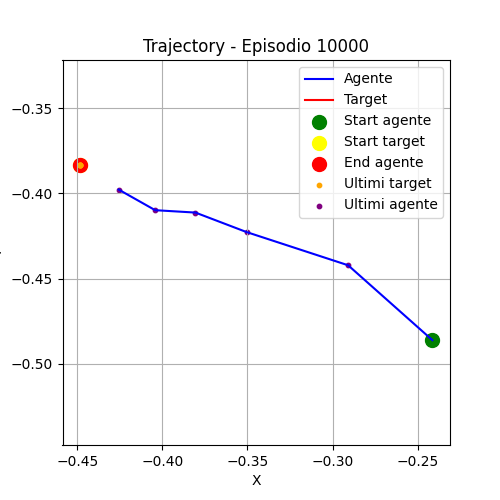 Trajectory - Episodio 10000
Agente
Target
Start agente
Start target
End agente
Ultimi target
Ultimi agente
−0.35
−0.40
−0.45
−0.50
−0.45
−0.40
−0.35
−0.30
−0.25
X